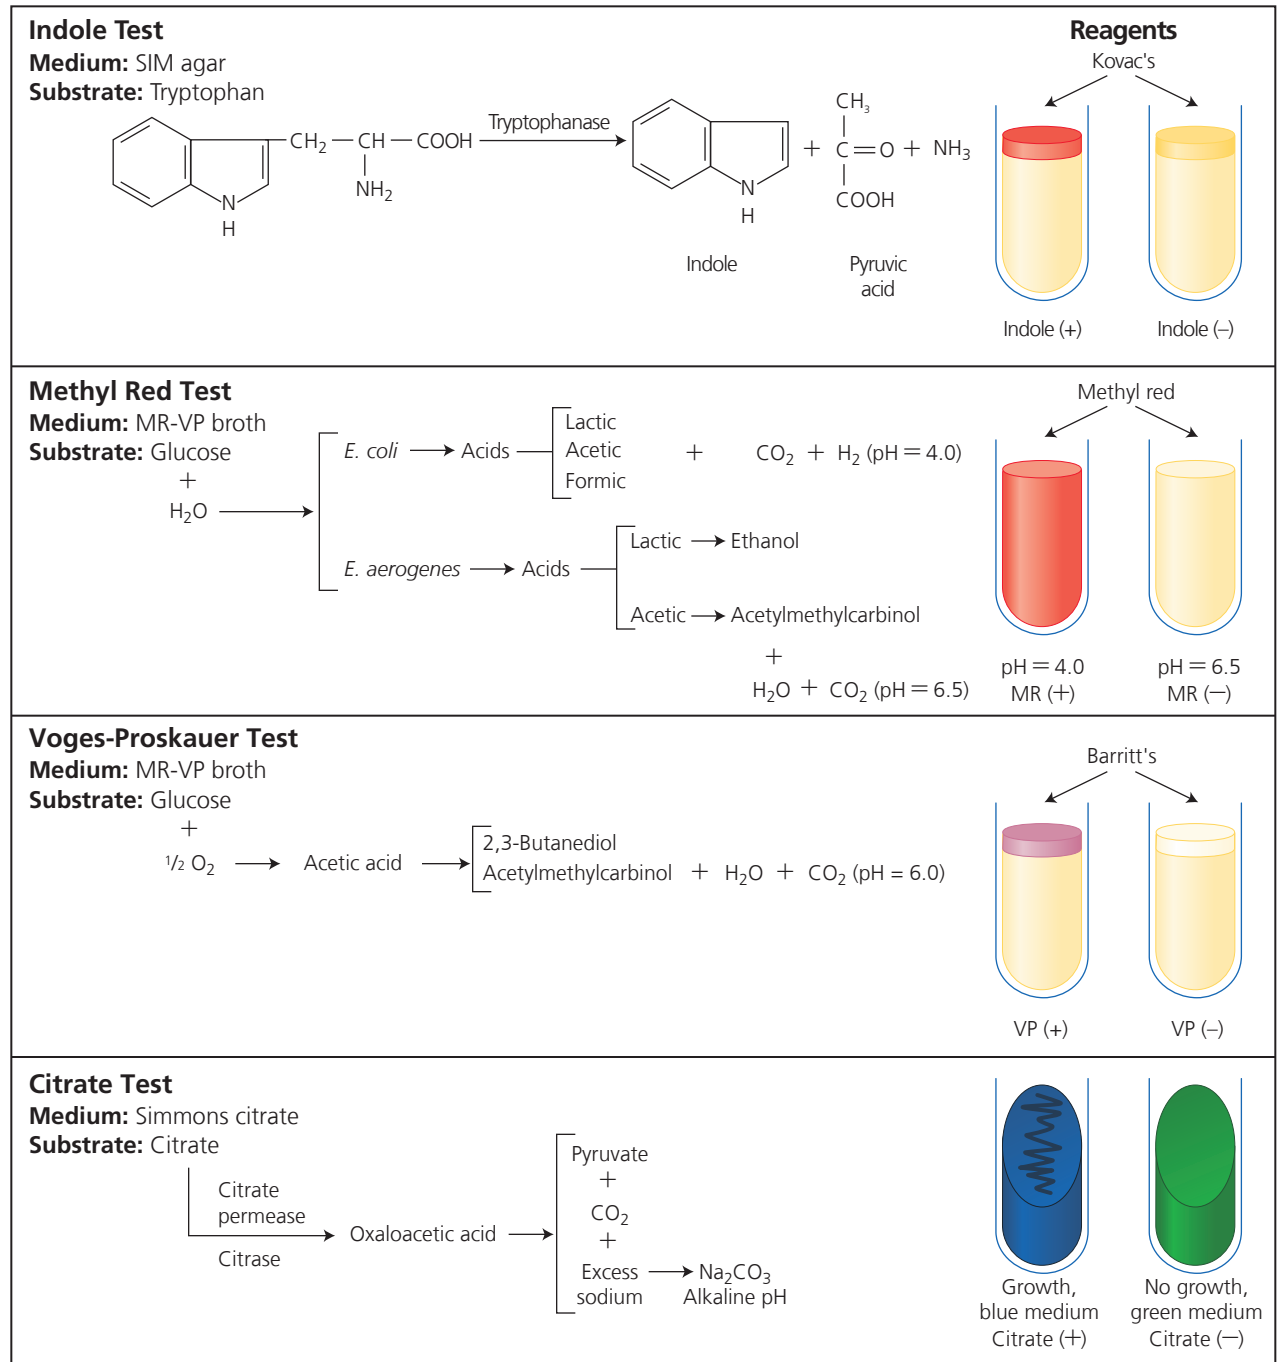 Indole Test
Medium: SIM agar
Substrate: Tryptophan
Reagents
Kovac's
CH₂ — CH — COOH
NH₂
N
H
Tryptophanase
N
H
Indole
+
CH₃
C=O
COOH
Pyruvic
acid
+ NH₃
Indole (+)
Indole (–)
Methyl Red Test
Medium: MR-VP broth
Substrate: Glucose
+
H₂O
E. coli
Acids
Lactic
Acetic
Formic
+ CO₂ + H₂ (pH = 4.0)
E. aerogenes
Acids
Lactic
Ethanol
Acetic
Acetylmethylcarbinol
+
H₂O + CO₂ (pH = 6.5)
Methyl red
pH = 4.0
MR (+)
pH = 6.5
MR (—)
Voges-Proskauer Test
Medium: MR-VP broth
Substrate: Glucose
+
1/2 O₂
Acetic acid
2,3-Butanediol
Acetylmethylcarbinol + H₂O + CO₂ (pH = 6.0)
Barritt's
VP (+)
VP (–)
Citrate Test
Medium: Simmons citrate
Substrate: Citrate
Citrate
permease
Citrase
Oxaloacetic acid
Pyruvate
+
CO₂
+
Excess
sodium
Na₂CO₃
Alkaline pH
Growth,
blue medium
Citrate (+)
No growth,
green medium
Citrate (—)